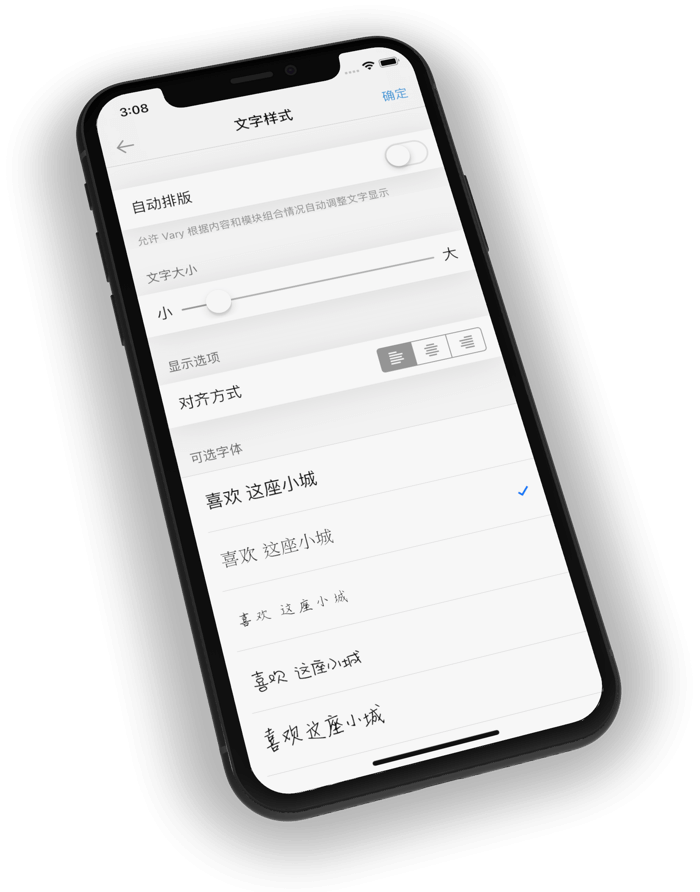 3:08
文字样式
确定
自动排版
允许 Vary 根据内容和模块组合情况自动调整文字显示
文字大小
小
大
显示选项
对齐方式
可选字体
喜欢 这座小城
喜欢 这座小城
喜欢 这座小城
喜欢 这座小城
喜欢 这座小城